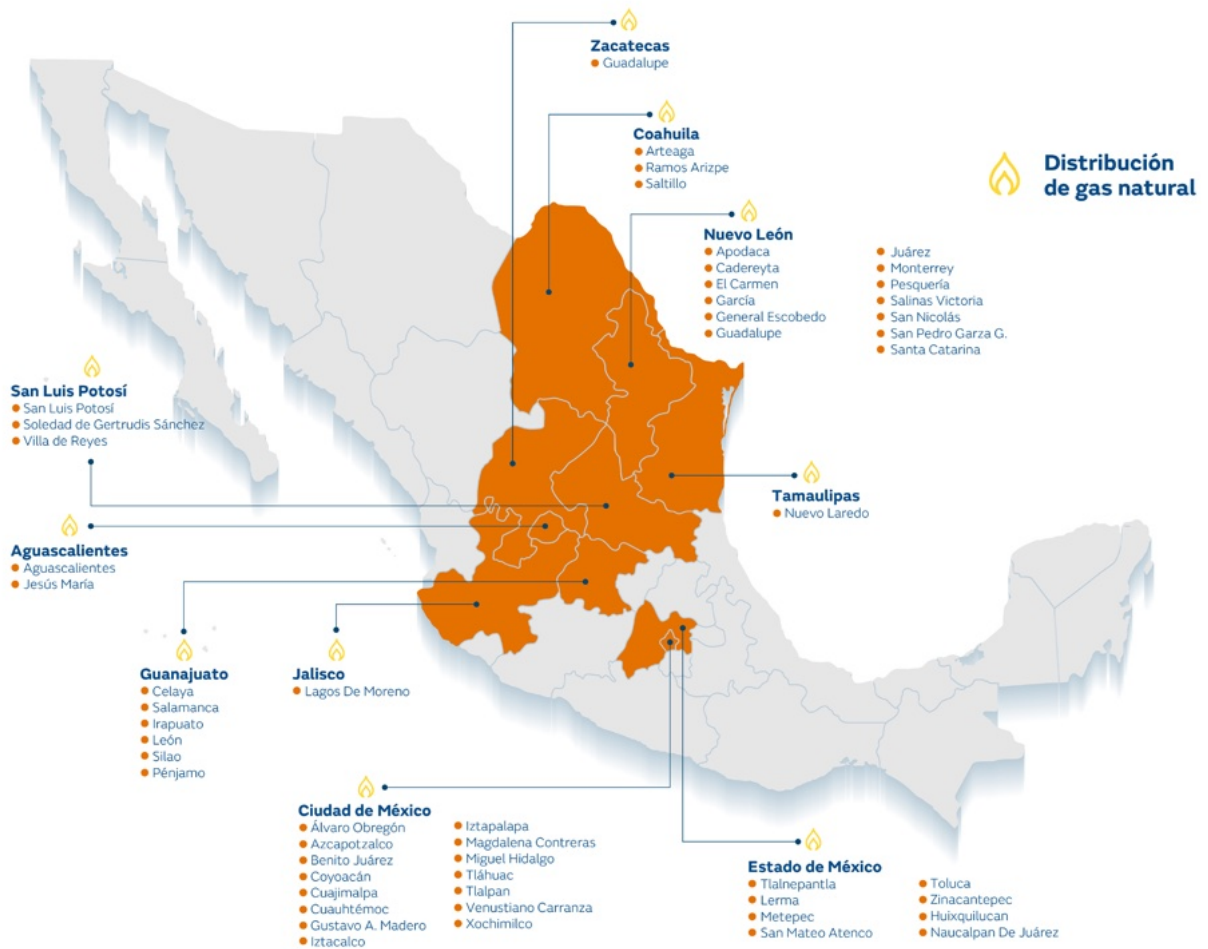 Zacatecas
Guadalupe
Coahuila
Arteaga
Ramos Arizpe
Saltillo
Distribución
de gas natural
Nuevo León
Apodaca
Cadereyta
El Carmen
García
General Escobedo
Guadalupe
Juárez
Monterrey
Pesquería
Salinas Victoria
San Nicolás
San Pedro Garza G.
Santa Catarina
San Luis Potosí
San Luis Potosí
Soledad de Gertrudis Sánchez
Villa de Reyes
Tamaulipas
Nuevo Laredo
Aguascalientes
Aguascalientes
Jesús María
Guanajuato
Celaya
Salamanca
Irapuato
León
Silao
Pénjamo
Jalisco
Lagos De Moreno
Ciudad de México
Álvaro Obregón
Azcapotzalco
Benito Juárez
Coyoacán
Cuajimalpa
Cuauhtémoc
Gustavo A. Madero
Iztacalco
Iztapalapa
Magdalena Contreras
Miguel Hidalgo
Tláhuac
Tlalpan
Venustiano Carranza
Xochimilco
Estado de México
Tlalnepantla
Lerma
Metepec
San Mateo Atenco
Toluca
Zinacantepec
Huixquilucan
Naucalpan De Juárez